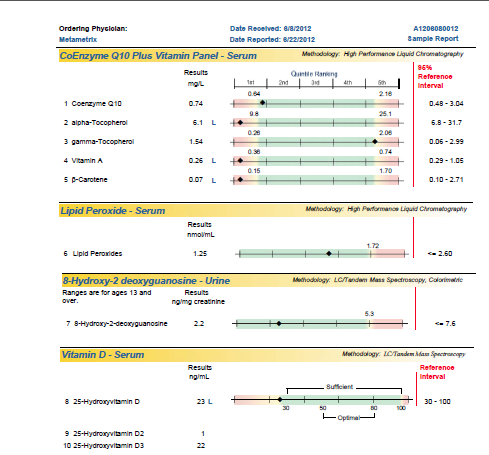 Ordering Physician: Date Received: 6/8/2012 A1206080012
Metametrix Date Reported: 6/22/2012 Sample Report
CoEnzyme Q10 Plus Vitamin Panel - Serum Methodology: High Performance Liquid Chromatography
Results Quintile Ranking 95% Reference Interval
mg/L 1st 2nd 3rd 4th 5th
0.64 2.16
1 Coenzyme Q10 0.74 0.48 - 3.04
9.8 25.1
2 alpha-Tocopherol 6.1 L 6.8 - 31.7
0.26 2.06
3 gamma-Tocopherol 1.54 0.06 - 2.99
0.36 0.74
4 Vitamin A 0.26 L 0.29 - 1.05
0.15 1.70
5 β-Carotene 0.07 L 0.10 - 2.71
Lipid Peroxide - Serum Methodology: High Performance Liquid Chromatography
Results
nmol/mL
1.72
6 Lipid Peroxides 1.25 <= 2.60
8-Hydroxy-2 deoxyguanosine - Urine Methodology: LC/Tandem Mass Spectroscopy, Colorimetric
Ranges are for ages 13 and Results
over. ng/mg creatinine
5.3
7 8-Hydroxy-2-deoxyguanosine 2.2 <= 7.6
Vitamin D - Serum Methodology: LC/Tandem Mass Spectroscopy
Results Reference
ng/mL Interval
Sufficient
8 25-Hydroxyvitamin D 23 L 30 - 100
30 50 80 100
Optimal
9 25-Hydroxyvitamin D2 1
10 25-Hydroxyvitamin D3 22